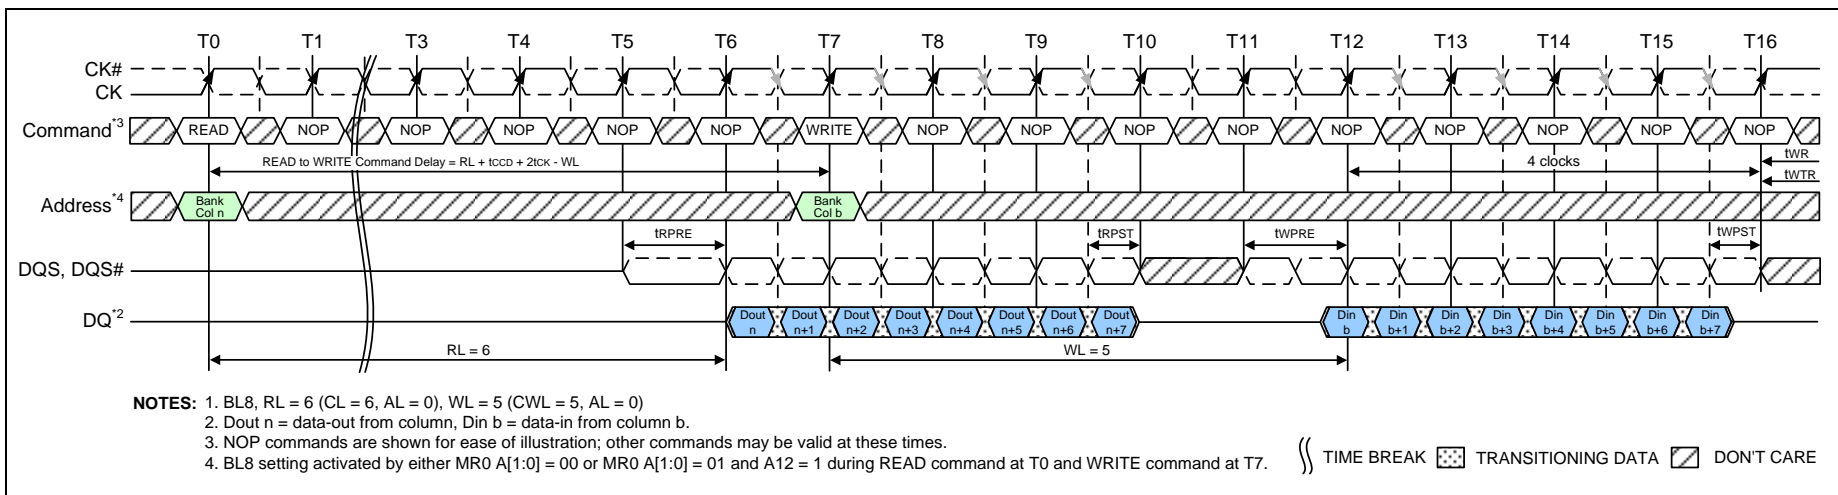 T0 T1 T3 T4 T5 T6 T7 T8 T9 T10 T11 T12 T13 T14 T15 T16
CK#
CK
Command*3 READ NOP NOP NOP NOP NOP WRITE NOP NOP NOP NOP NOP NOP NOP NOP NOP
READ to WRITE Command Delay = RL + tCCD + 2tCK - WL
4 clocks
tWR
tWTR
Address*4
Bank Col n
Bank Col b
tRPRE tRPST tWPRE tWPST
DQS, DQS#
DQ*2
Dout n Dout n+1 Dout n+2 Dout n+3 Dout n+4 Dout n+5 Dout n+6 Dout n+7 Din b Din b+1 Din b+2 Din b+3 Din b+4 Din b+5 Din b+6 Din b+7
RL = 6 WL = 5
NOTES: 1. BL8, RL = 6 (CL = 6, AL = 0), WL = 5 (CWL = 5, AL = 0)
2. Dout n = data-out from column, Din b = data-in from column b.
3. NOP commands are shown for ease of illustration; other commands may be valid at these times.
4. BL8 setting activated by either MR0 A[1:0] = 00 or MR0 A[1:0] = 01 and A12 = 1 during READ command at T0 and WRITE command at T7.
TIME BREAK TRANSITIONING DATA DON'T CARE